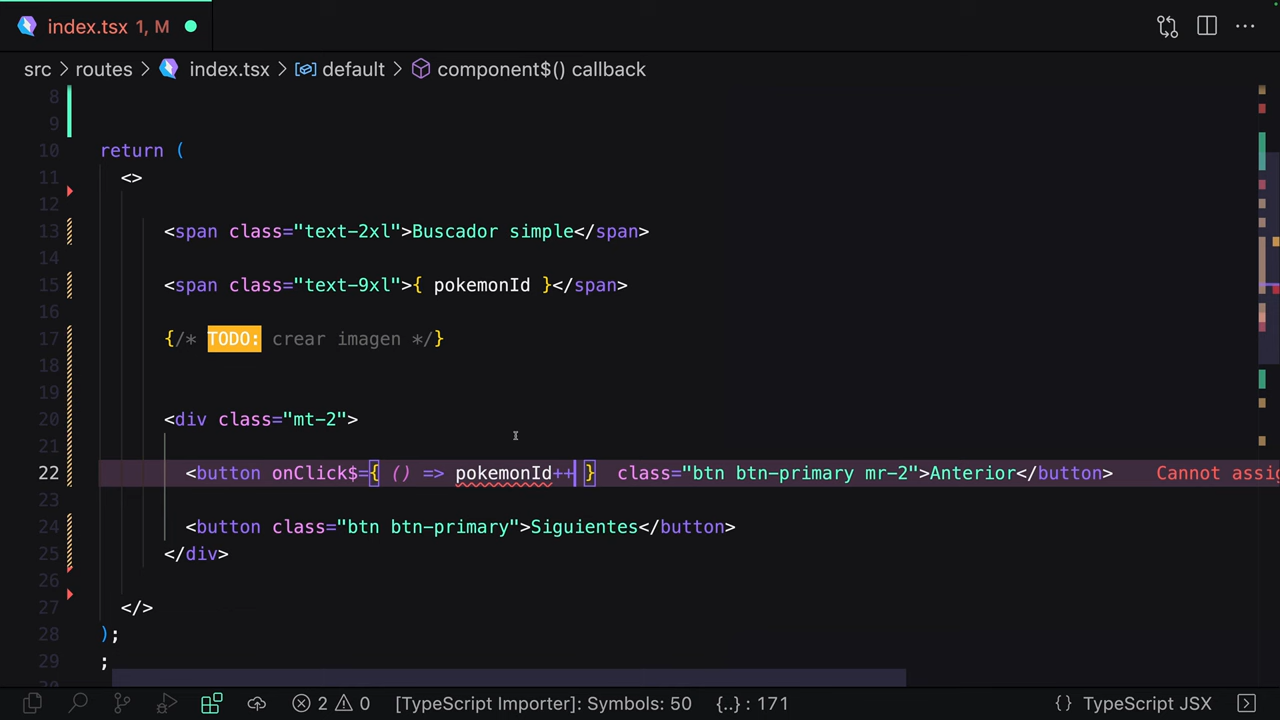 index.tsx 1, M
src > routes > index.tsx > default > component$() callback
8
9
10 return (
11 <>
12
13 <span class="text-2xl">Buscador simple</span>
14
15 <span class="text-9xl">{ pokemonId }</span>
16
17 {/* TODO: crear imagen */}
18
19
20 <div class="mt-2">
21
22 <button onClick$={ () => pokemonId++ } class="btn btn-primary mr-2">Anterior</button> Cannot assig
23
24 <button class="btn btn-primary">Siguientes</button>
25 </div>
26
27 </>
28 );
29 ;
2 0 [TypeScript Importer]: Symbols: 50 {..} : 171 {} TypeScript JSX